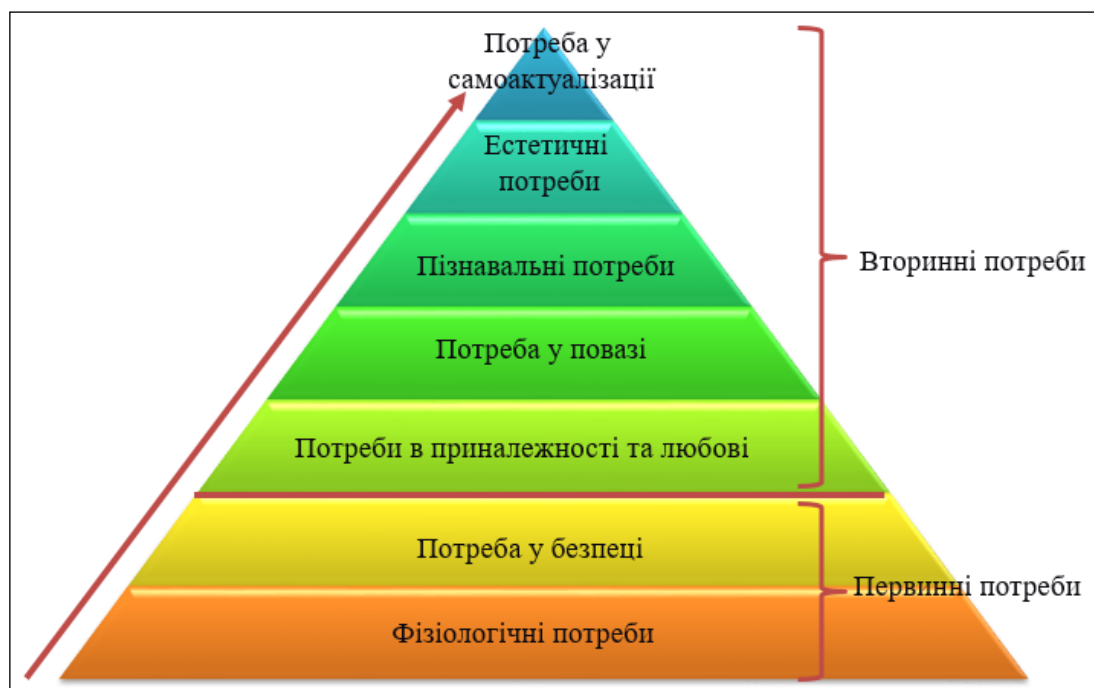 Потреба у
самоактуалізації
Естетичні
потреби
Пізнавальні потреби
Вторинні потреби
Потреба у повазі
Потреби в приналежності та любові
Потреба у безпеці
Первинні потреби
Фізіологічні потреби